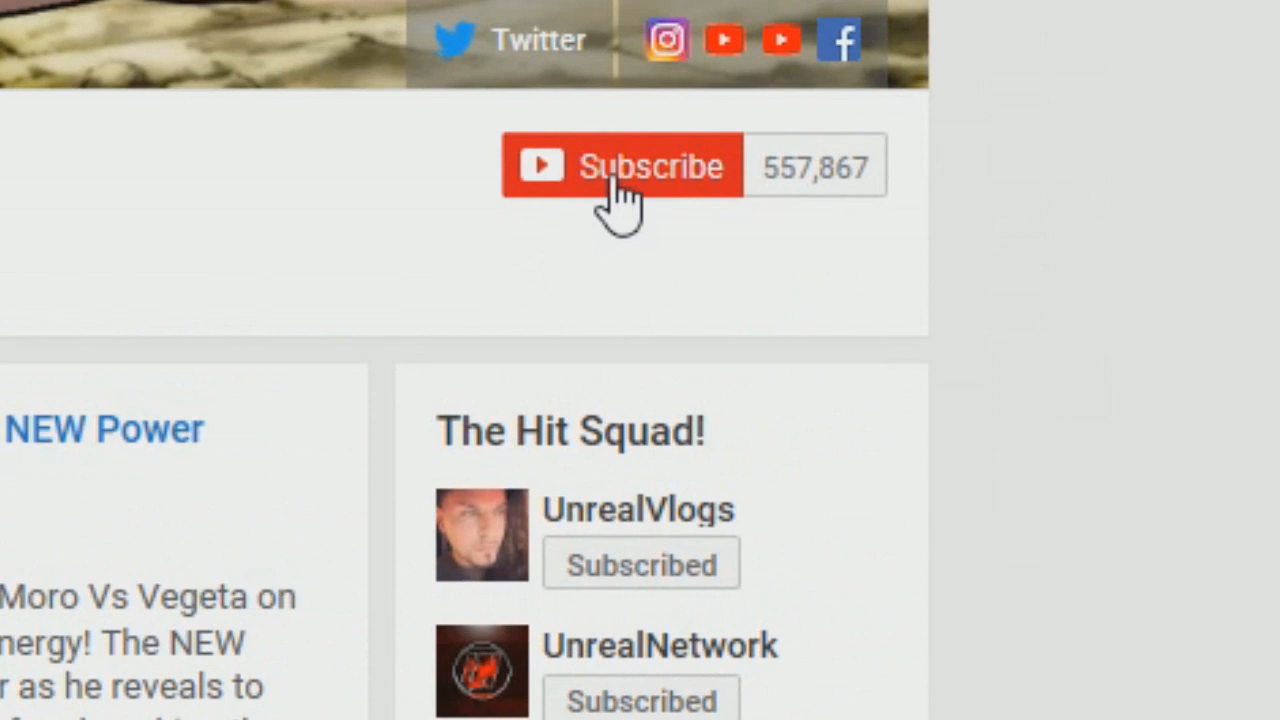 Twitter
Subscribe 557,867
NEW Power
Moro Vs Vegeta on
nergy! The NEW
r as he reveals to
The Hit Squad!
UnrealVlogs
Subscribed
UnrealNetwork
Subscribed